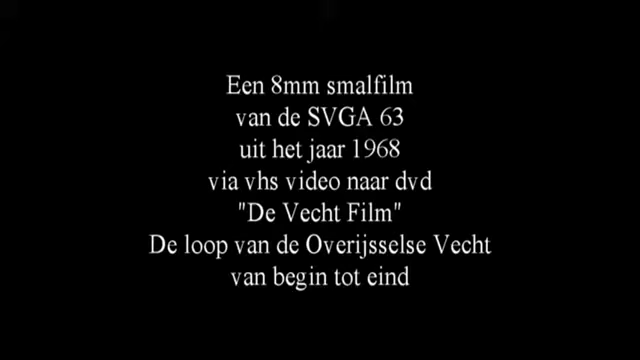 Een 8mm smalfilm
van de SVGA 63
uit het jaar 1968
via vhs video naar dvd
"De Vecht Film"
De loop van de Overijsselse Vecht
van begin tot eind